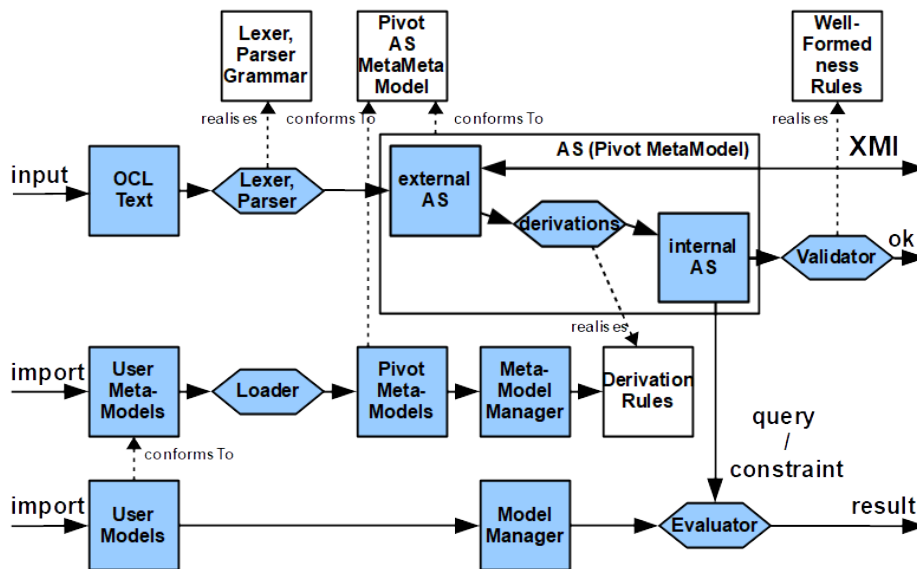 Lexer,
Parser
Grammar
Pivot
AS
MetaMeta
Model
Well-
Formed
ness
Rules
realises
conforms To
conforms To
realises
input
OCL
Text
Lexer,
Parser
external
AS
AS (Pivot MetaModel)
XMI
derivations
internal
AS
Validator
ok
realises
import
User
Meta-
Models
Loader
Pivot
Meta-
Models
Meta-
Model
Manager
Derivation
Rules
conforms To
query
/
constraint
import
User
Models
Model
Manager
Evaluator
result